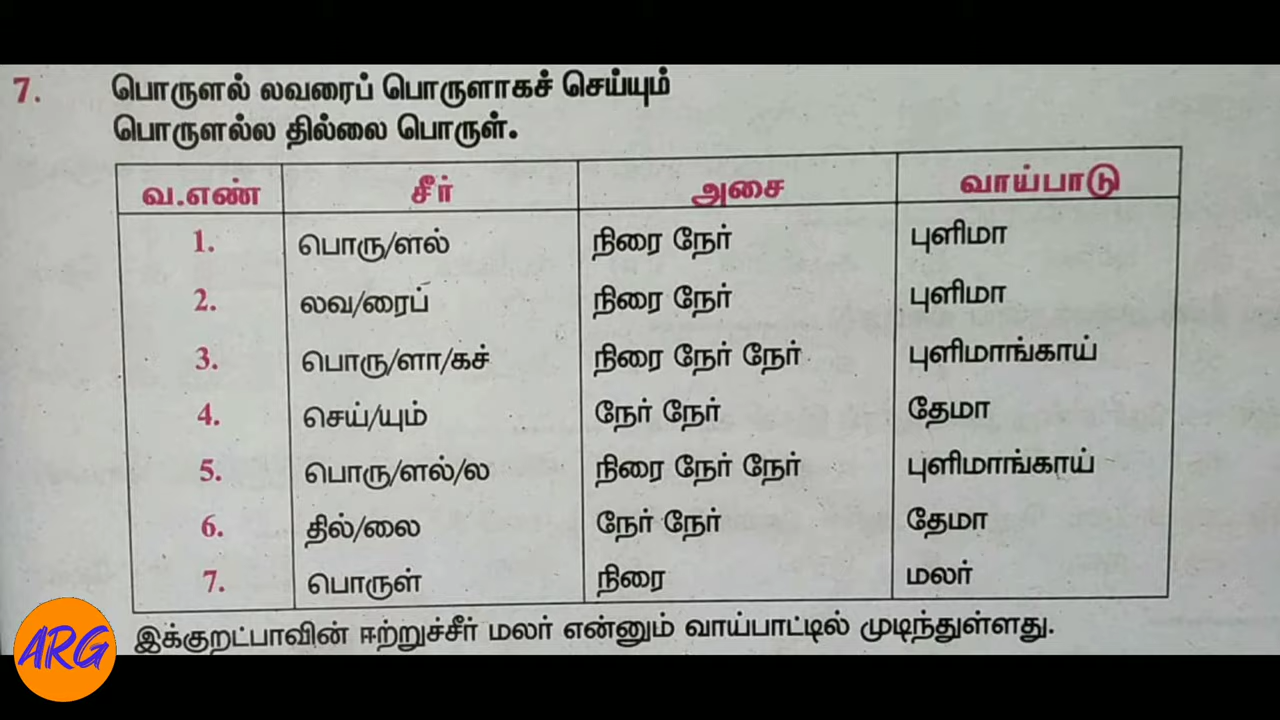 7. பொருளல் லவரைப் பொருளாகச் செய்யும்
பொருளல்ல தில்லை பொருள்.
வ.எண் சீர் அசை வாய்பாடு
1. பொரு/ளல் நிரை நேர் புளிமா
2. லவ/ரைப் நிரை நேர் புளிமா
3. பொரு/ளா/கச் நிரை நேர் நேர் புளிமாங்காய்
4. செய்/யும் நேர் நேர் தேமா
5. பொரு/ளல்/ல நிரை நேர் நேர் புளிமாங்காய்
6. தில்/லை நேர் நேர் தேமா
7. பொருள் நிரை மலர்
இக்குறட்பாவின் ஈற்றுச்சீர் மலர் என்னும் வாய்பாட்டில் முடிந்துள்ளது.
ARG